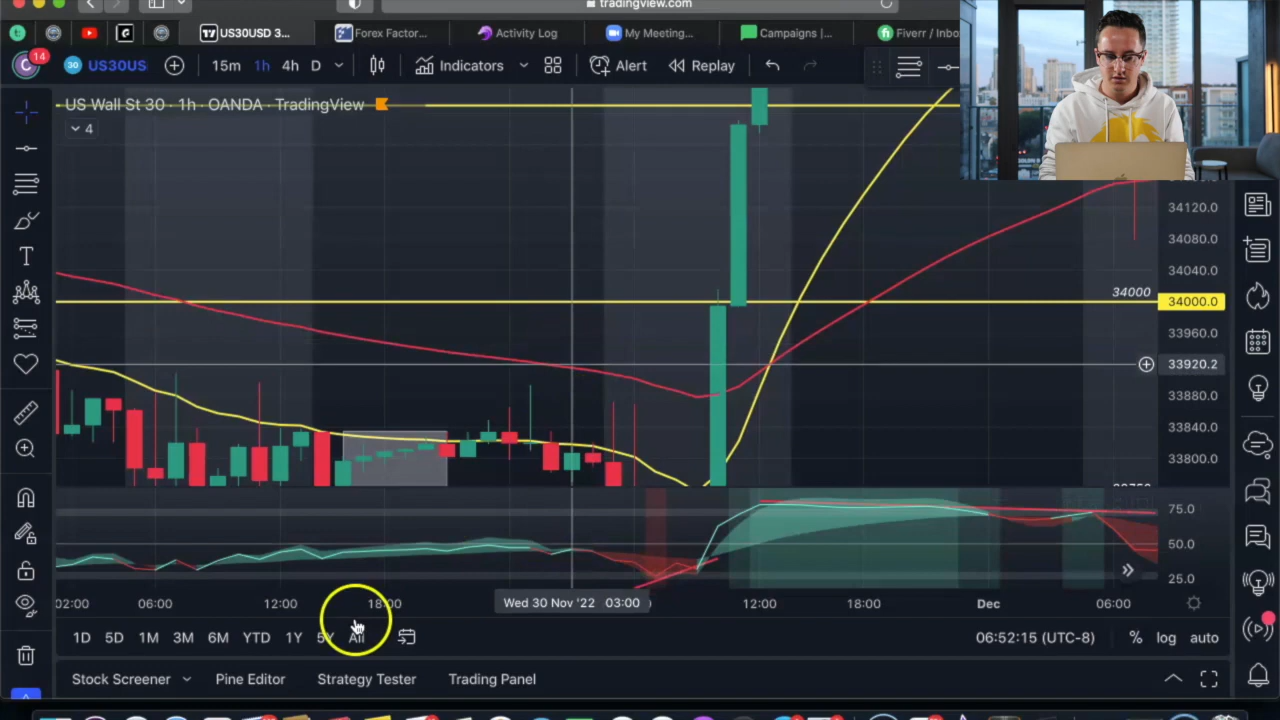 tradingview.com
US30USD 3...
Forex Factor...
Activity Log
My Meeting...
Campaigns |...
Fiverr / Inbo
14
30 US30US
15m 1h 4h D
Indicators
Alert
Replay
US Wall St 30 · 1h · OANDA · TradingView
4
34120.0
34080.0
34040.0
34000
34000.0
33960.0
33920.2
33880.0
33840.0
33800.0
75.0
50.0
25.0
02:00 06:00 12:00 18:00 Wed 30 Nov '22 03:00 12:00 18:00 Dec 06:00
1D 5D 1M 3M 6M YTD 1Y 5Y All
06:52:15 (UTC-8) % log auto
Stock Screener Pine Editor Strategy Tester Trading Panel